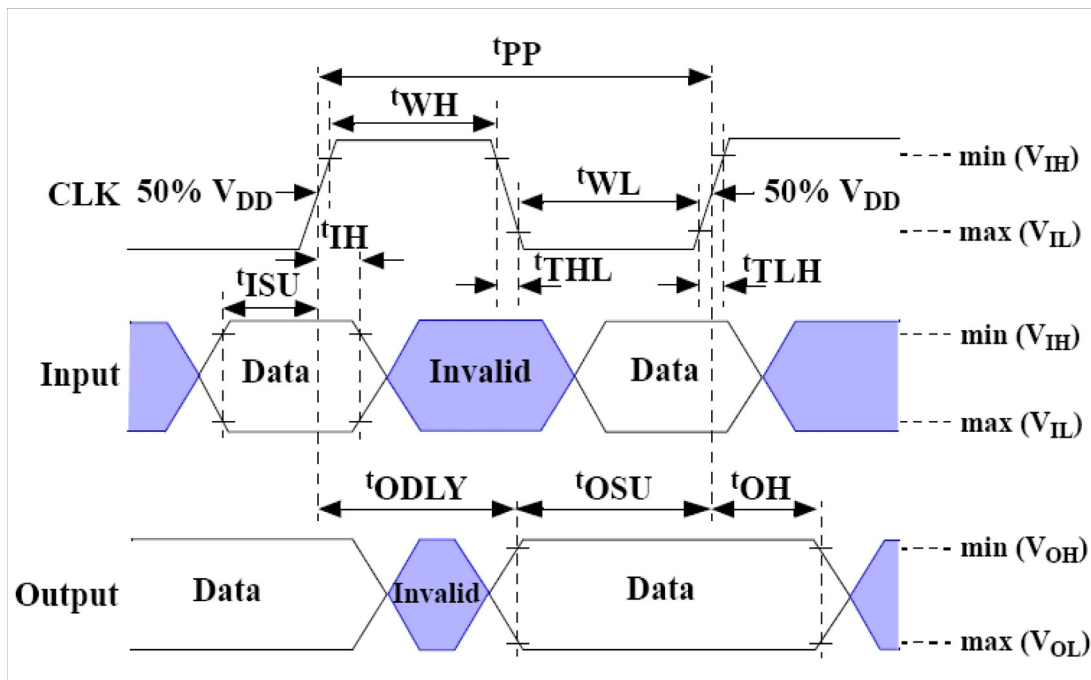 tPP
tWH
min (VIH)
CLK 50% VDD
tWL
50% VDD
tIH
max (VIL)
tTHL
tTLH
tISU
min (VIH)
Input
Data
Invalid
Data
max (VIL)
tODLY
tOSU
tOH
min (VOH)
Output
Data
Invalid
Data
max (VOL)